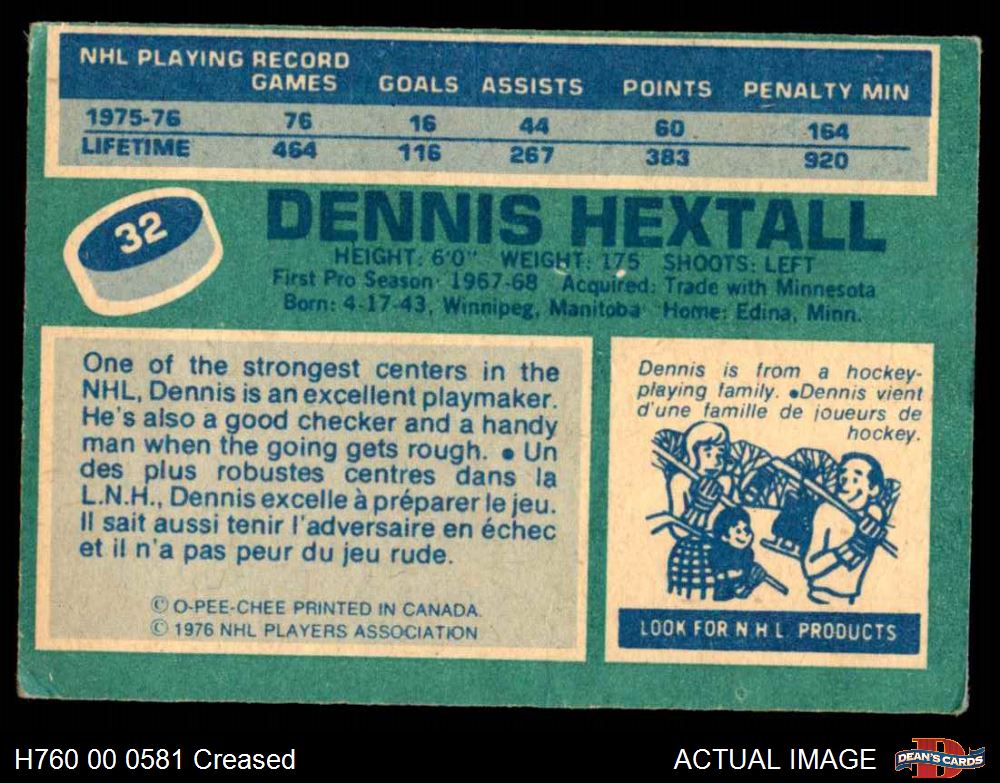 NHL PLAYING RECORD
GAMES GOALS ASSISTS POINTS PENALTY MIN
1975-76 76 16 44 60 164
LIFETIME 464 116 267 383 920
32
DENNIS HEXTALL
HEIGHT: 6'0" WEIGHT: 175 SHOOTS: LEFT
First Pro Season: 1967-68 Acquired: Trade with Minnesota
Born: 4-17-43, Winnipeg, Manitoba Home: Edina, Minn.
One of the strongest centers in the
NHL, Dennis is an excellent playmaker.
He's also a good checker and a handy
man when the going gets rough. ● Un
des plus robustes centres dans la
L.N.H., Dennis excelle à préparer le jeu.
Il sait aussi tenir l'adversaire en échec
et il n'a pas peur du jeu rude.
© O-PEE-CHEE PRINTED IN CANADA.
© 1976 NHL PLAYERS ASSOCIATION
Dennis is from a hockey-
playing family. ●Dennis vient
d'une famille de joueurs de
hockey.
LOOK FOR N H L PRODUCTS
H760 00 0581 Creased
ACTUAL IMAGE
DEAN'S CARDS